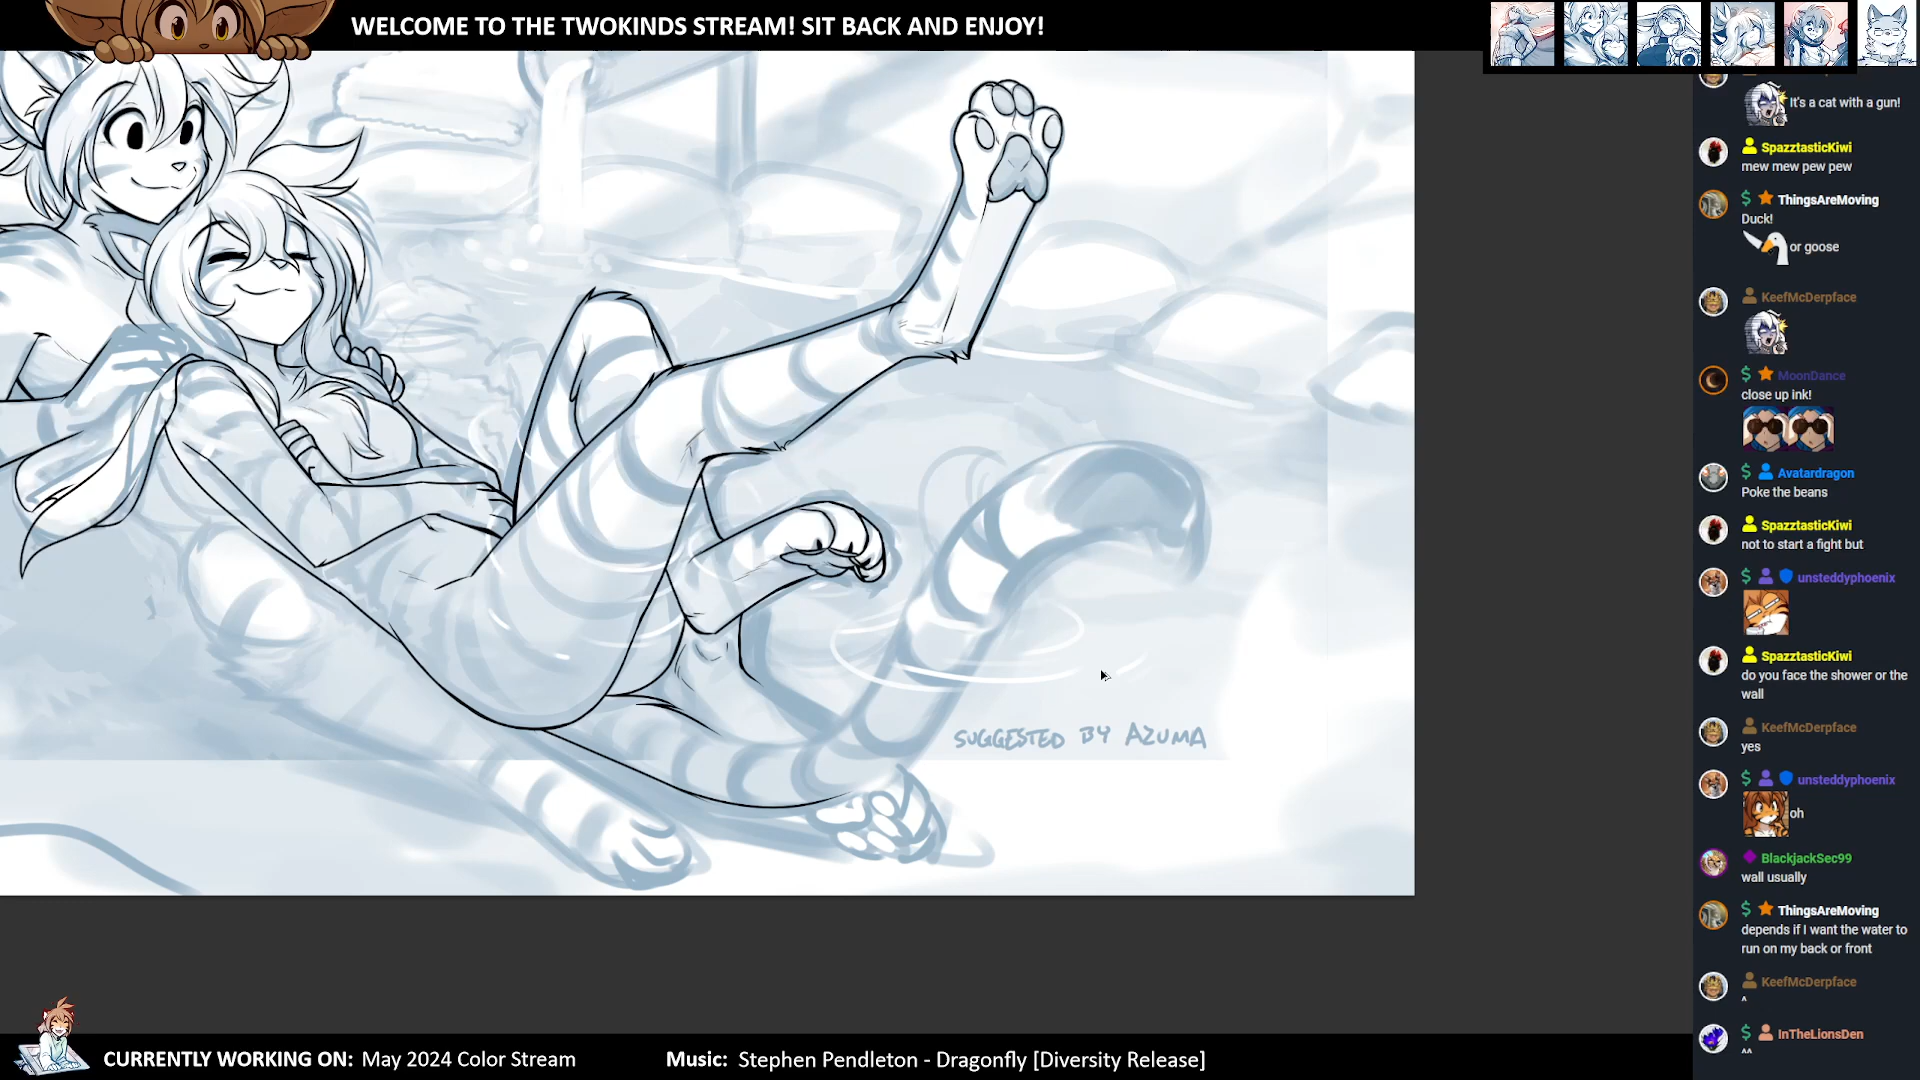 WELCOME TO THE TWOKINDS STREAM! SIT BACK AND ENJOY!
It's a cat with a gun!
SpazztasticKiwi
mew mew pew pew
$ ThingsAreMoving
Duck!
or goose
KeefMcDerpface
$ MoonDance
close up ink!
$ Avatardragon
Poke the beans
SpazztasticKiwi
not to start a fight but
$ unsteddyphoenix
SpazztasticKiwi
do you face the shower or the
wall
KeefMcDerpface
yes
$ unsteddyphoenix
oh
BlackjackSec99
wall usually
$ ThingsAreMoving
depends if I want the water to
run on my back or front
KeefMcDerpface
^
$ InTheLionsDen
^^
SUGGESTED BY AZUMA
CURRENTLY WORKING ON: May 2024 Color Stream
Music: Stephen Pendleton - Dragonfly [Diversity Release]